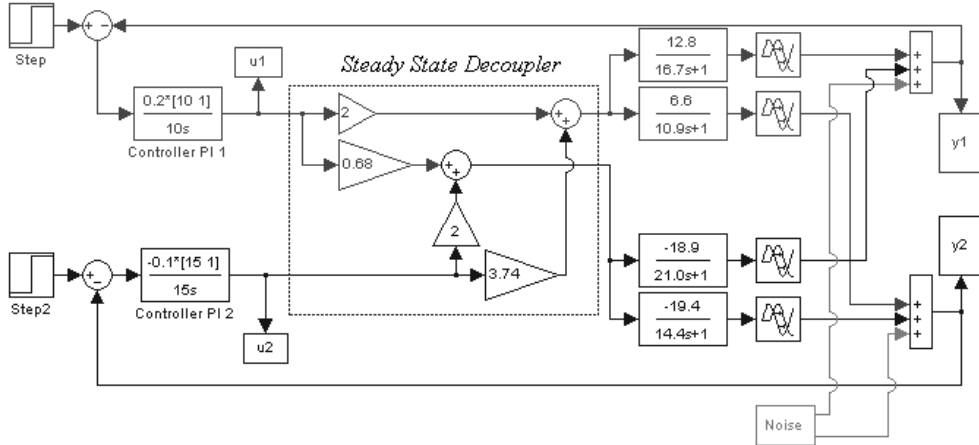 Step
+
-
0.2*[10 1]
10s
Controller PI 1
u1
Steady State Decoupler
2
0.68
+
+
+
+
2
3.74
12.8
16.7s+1
6.6
10.9s+1
+
+
+
y1
Step2
+
-
-0.1*[15 1]
15s
Controller PI 2
u2
-18.9
21.0s+1
-19.4
14.4s+1
+
+
+
y2
Noise